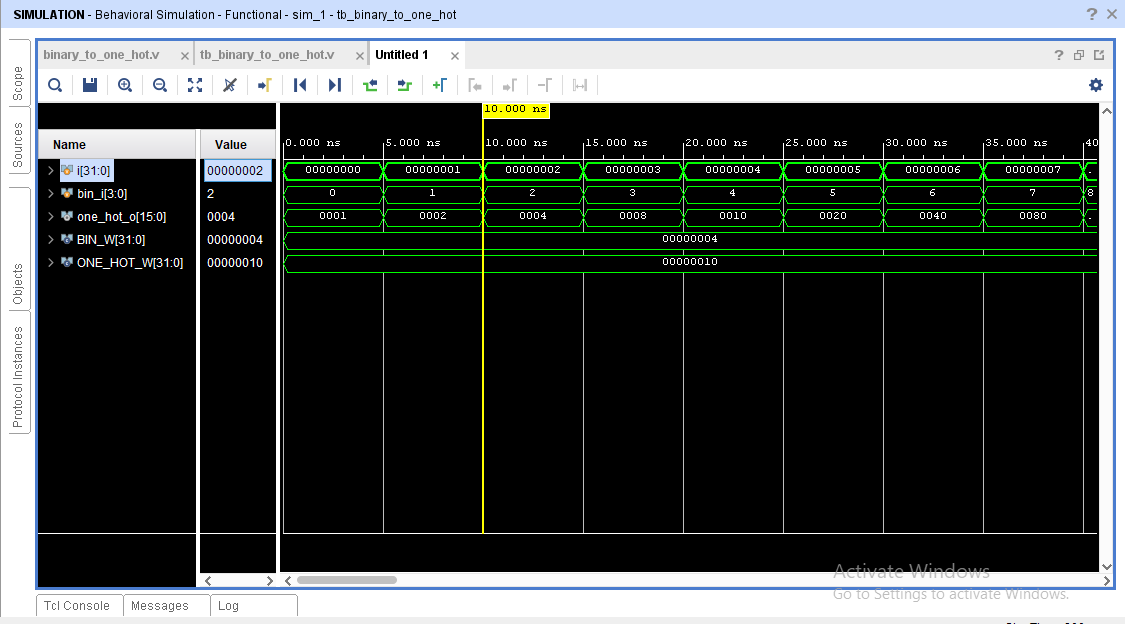 SIMULATION - Behavioral Simulation - Functional - sim_1 - tb_binary_to_one_hot
binary_to_one_hot.v tb_binary_to_one_hot.v Untitled 1
Scope
Sources
Objects
Protocol Instances
10.000 ns
Name Value 0.000 ns 5.000 ns 10.000 ns 15.000 ns 20.000 ns 25.000 ns 30.000 ns 35.000 ns 40
i[31:0] 00000002 00000000 00000001 00000002 00000003 00000004 00000005 00000006 00000007
bin_i[3:0] 2 0 1 2 3 4 5 6 7 8
one_hot_o[15:0] 0004 0001 0002 0004 0008 0010 0020 0040 0080
BIN_W[31:0] 00000004 00000004
ONE_HOT_W[31:0] 00000010 00000010
Activate Windows
Go to Settings to activate Windows.
Tcl Console Messages Log